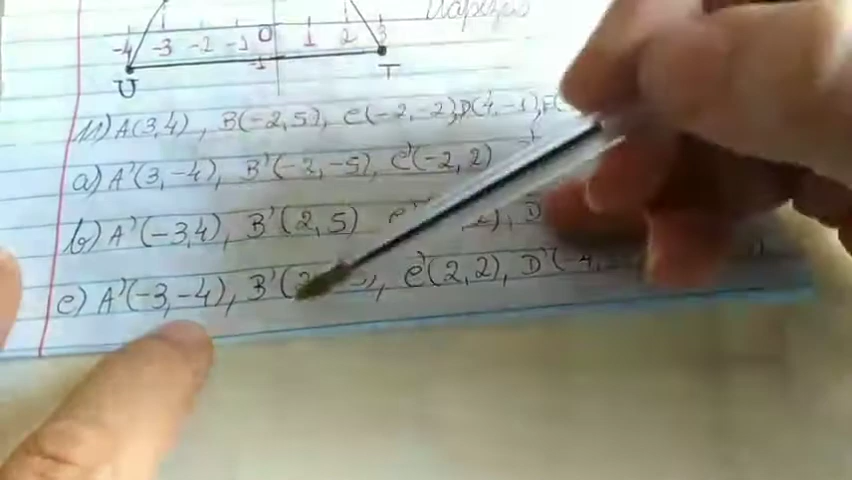 -4 -3 -2 -1 O 1 2 3
-1
U T
11) A(3,4), B(-2,5), C(-2,-2), D(4,-1), F(
a) A'(3,-4), B'(-2,-5), C'(-2,2)
b) A'(-3,4), B'(2,5) D
c) A'(-3,-4), B'(2, C'(2,2), D'(-4,